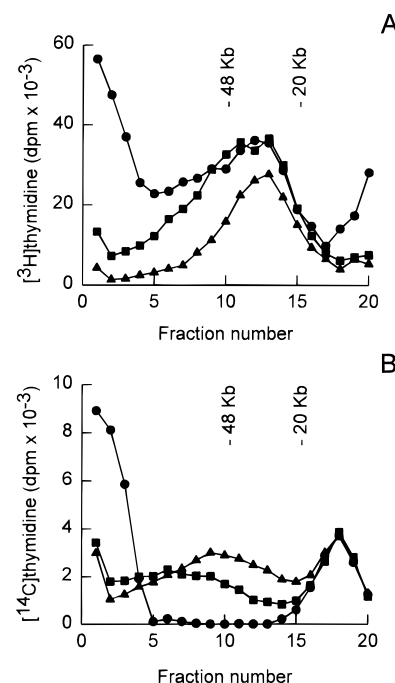 A
[³H]thymidine (dpm x 10⁻³)
60
40
20
0
- 48 Kb
- 20 Kb
0 5 10 15 20
Fraction number
B
[¹⁴C]thymidine (dpm x 10⁻³)
10
8
6
4
2
0
- 48 Kb
- 20 Kb
0 5 10 15 20
Fraction number